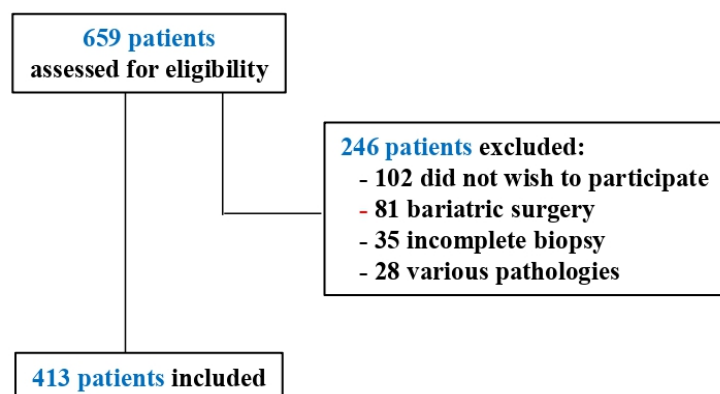 659 patients
assessed for eligibility
246 patients excluded:
- 102 did not wish to participate
- 81 bariatric surgery
- 35 incomplete biopsy
- 28 various pathologies
413 patients included